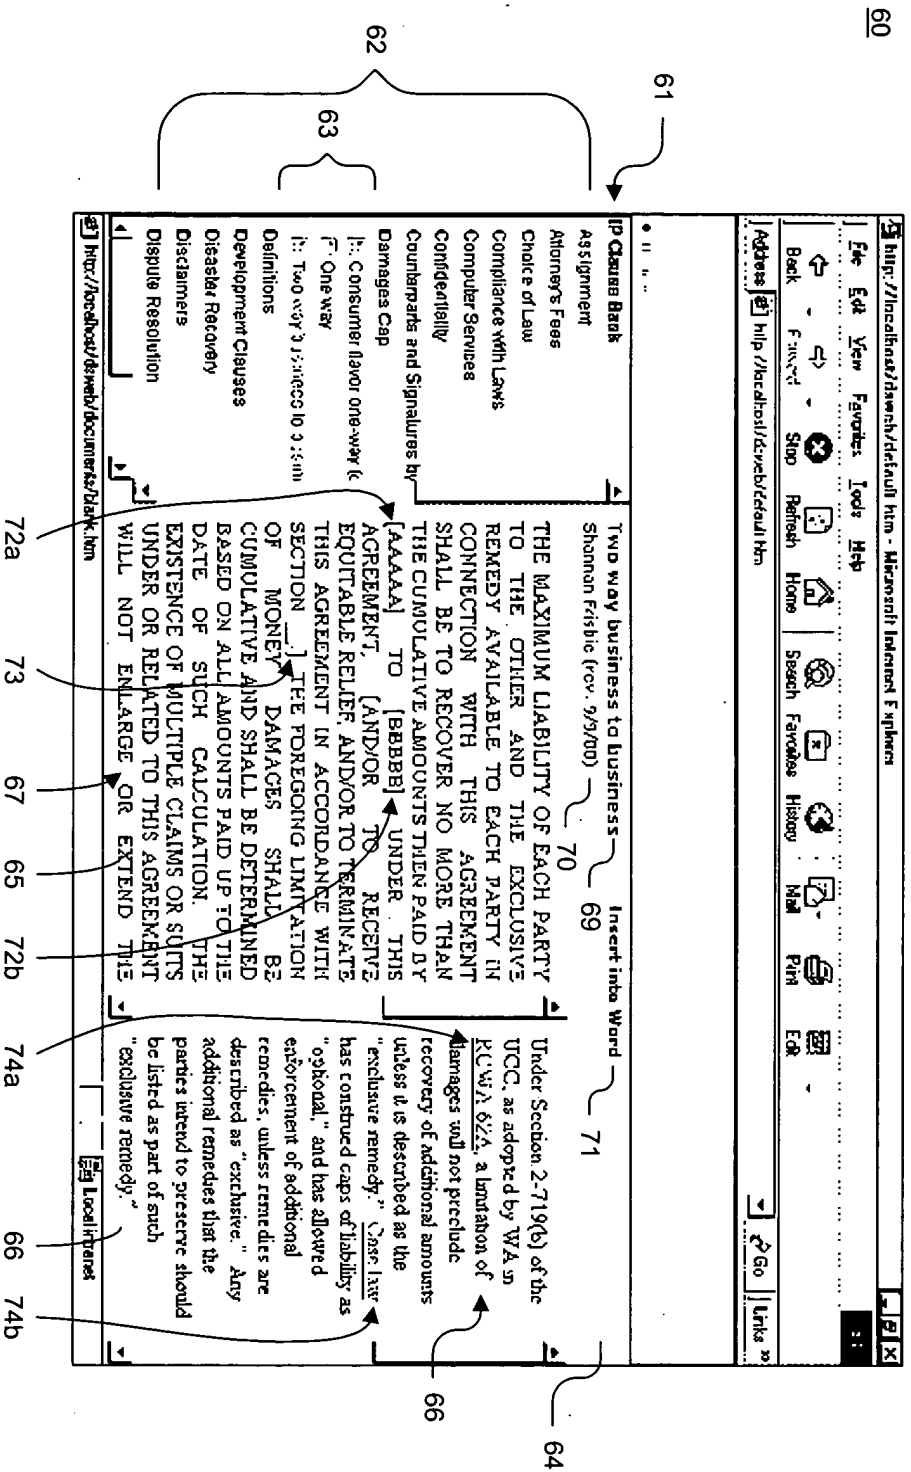 60
http://localhost/dsweb/default htm - Microsoft Internet Explorer
File Edit View Favorites Tools Help
Back Stop Refresh Home Search Favorites History Mail Print Edit
Address http://localhost/dsweb/default htm Go Links »
61
62
63
IP Clause Bank
Assignment
Attorney's Fees
Choice of Law
Compliance with Laws
Computer Services
Confidentiality
Counterparts and Signatures by
Damages Cap
Consumer flavor one-way (c
One way
Two way business to busin
Definitions
Development Clauses
Disaster Recovery
Disclaimers
Dispute Resolution
Two way business to business 69 Insert into Word 71
Shannan Frisbie (rev. 9/9/00) 70
THE MAXIMUM LIABILITY OF EACH PARTY
TO THE OTHER AND THE EXCLUSIVE
REMEDY AVAILABLE TO EACH PARTY IN
CONNECTION WITH THIS AGREEMENT
SHALL BE TO RECOVER NO MORE THAN
THE CUMULATIVE AMOUNTS THEN PAID BY
[AAAAA] TO [BBBBB] UNDER THIS
AGREEMENT, [AND/OR TO RECEIVE
EQUITABLE RELIEF, AND/OR TO TERMINATE
THIS AGREEMENT IN ACCORDANCE WITH
SECTION __.] THE FOREGOING LIMITATION
OF MONEY DAMAGES SHALL BE
CUMULATIVE AND SHALL BE DETERMINED
BASED ON ALL AMOUNTS PAID UP TO THE
DATE OF SUCH CALCULATION. THE
EXISTENCE OF MULTIPLE CLAIMS OR SUITS
UNDER OR RELATED TO THIS AGREEMENT
WILL NOT ENLARGE OR EXTEND THE
Under Section 2-719(b) of the
UCC, as adopted by WA in
RCWA 62A, a limitation of
damages will not preclude
recovery of additional amounts
unless it is described as the
"exclusive remedy." Case law
has construed caps of liability as
"optional," and has allowed
enforcement of additional
remedies, unless remedies are
described as "exclusive." Any
additional remedies that the
parties intend to preserve should
be listed as part of such
"exclusive remedy."
64
66
http://localhost/dsweb/documents/blank.htm Local intranet
72a 73 67 65 72b 74a 66 74b